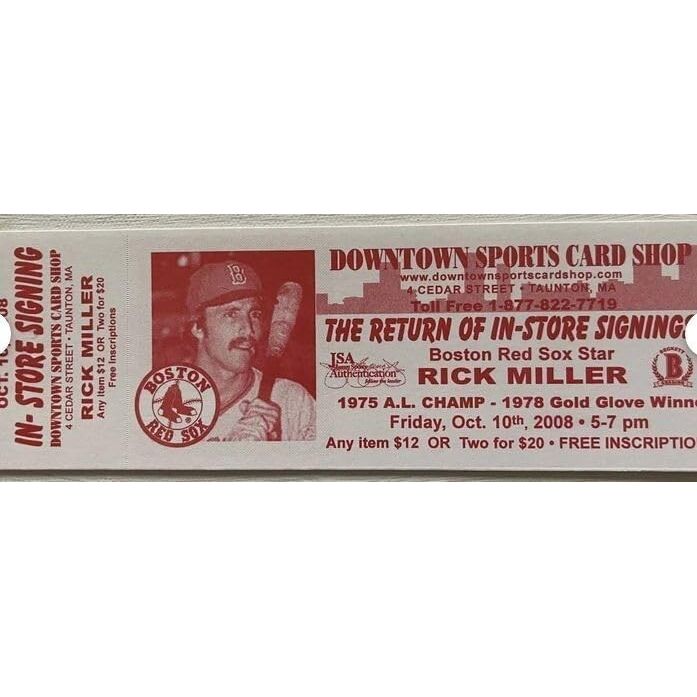 IN- STORE SIGNING
DOWNTOWN SPORTS CARD SHOP
4 CEDAR STREET • TAUNTON, MA
RICK MILLER
Any Item $12 OR Two for $20
Free Inscriptions
B
BOSTON
RED SOX
DOWNTOWN SPORTS CARD SHOP
www.downtownsportscardshop.com
4 CEDAR STREET • TAUNTON, MA
Toll Free 1-877-822-7719
THE RETURN OF IN-STORE SIGNING
JSA
Authentication
Boston Red Sox Star
RICK MILLER
BECKETT
B
1975 A.L. CHAMP - 1978 Gold Glove Winne
Friday, Oct. 10th, 2008 • 5-7 pm
Any item $12 OR Two for $20 • FREE INSCRIPTIO